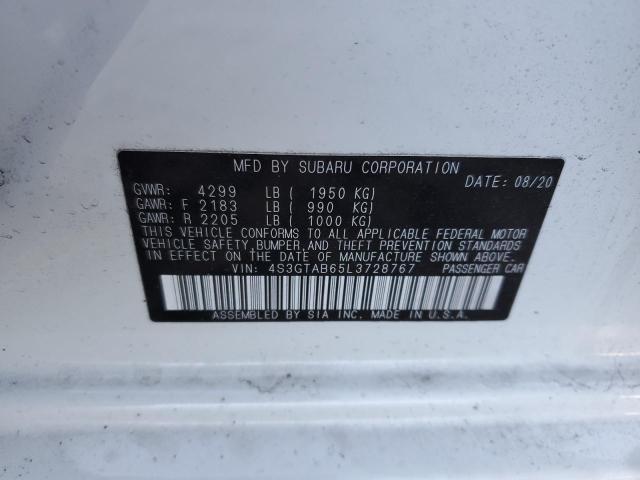 MFD BY SUBARU CORPORATION
DATE: 08/20
GVWR: 4299 LB ( 1950 KG)
GAWR: F 2183 LB ( 990 KG)
GAWR: R 2205 LB ( 1000 KG)
THIS VEHICLE CONFORMS TO ALL APPLICABLE FEDERAL MOTOR
VEHICLE SAFETY, BUMPER, AND THEFT PREVENTION STANDARDS
IN EFFECT ON THE DATE OF MANUFACTURE SHOWN ABOVE.
VIN: 4S3GTAB65L3728767 PASSENGER CAR
ASSEMBLED BY SIA INC. MADE IN U.S.A.